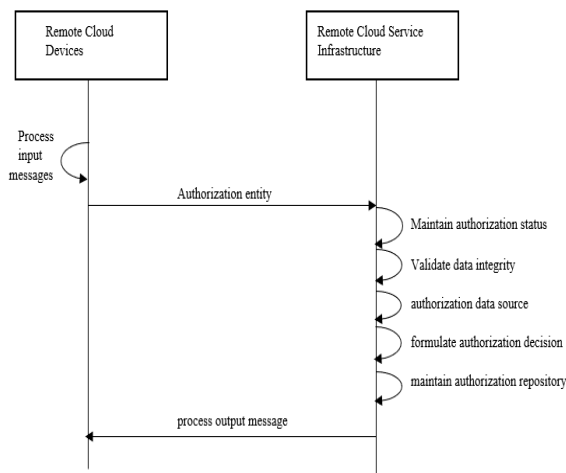 Remote Cloud
Devices
Remote Cloud Service
Infrastructure
Process
input
messages
Authorization entity
Maintain authorization status
Validate data integrity
authorization data source
formulate authorization decision
maintain authorization repository
process output message